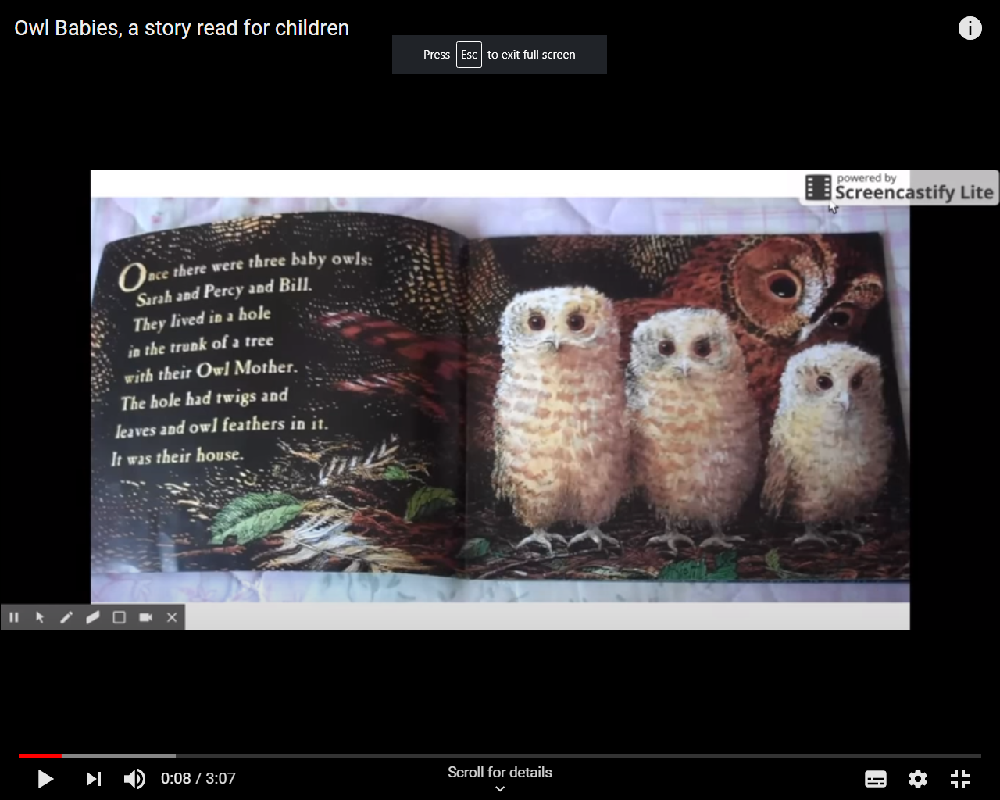 Owl Babies, a story read for children
Press Esc to exit full screen
powered by
Screencastify Lite
Once there were three baby owls:
Sarah and Percy and Bill.
They lived in a hole
in the trunk of a tree
with their Owl Mother.
The hole had twigs and
leaves and owl feathers in it.
It was their house.
0:08 / 3:07
Scroll for details